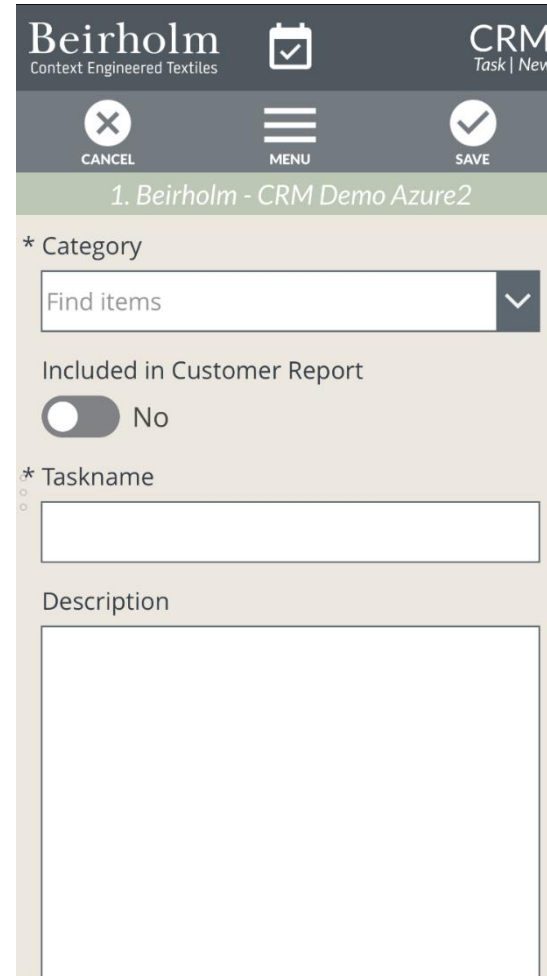 Beirholm
Context Engineered Textiles
CRM
Task | New
CANCEL
MENU
SAVE
1. Beirholm - CRM Demo Azure2
* Category
Find items
Included in Customer Report
No
* Taskname
Description